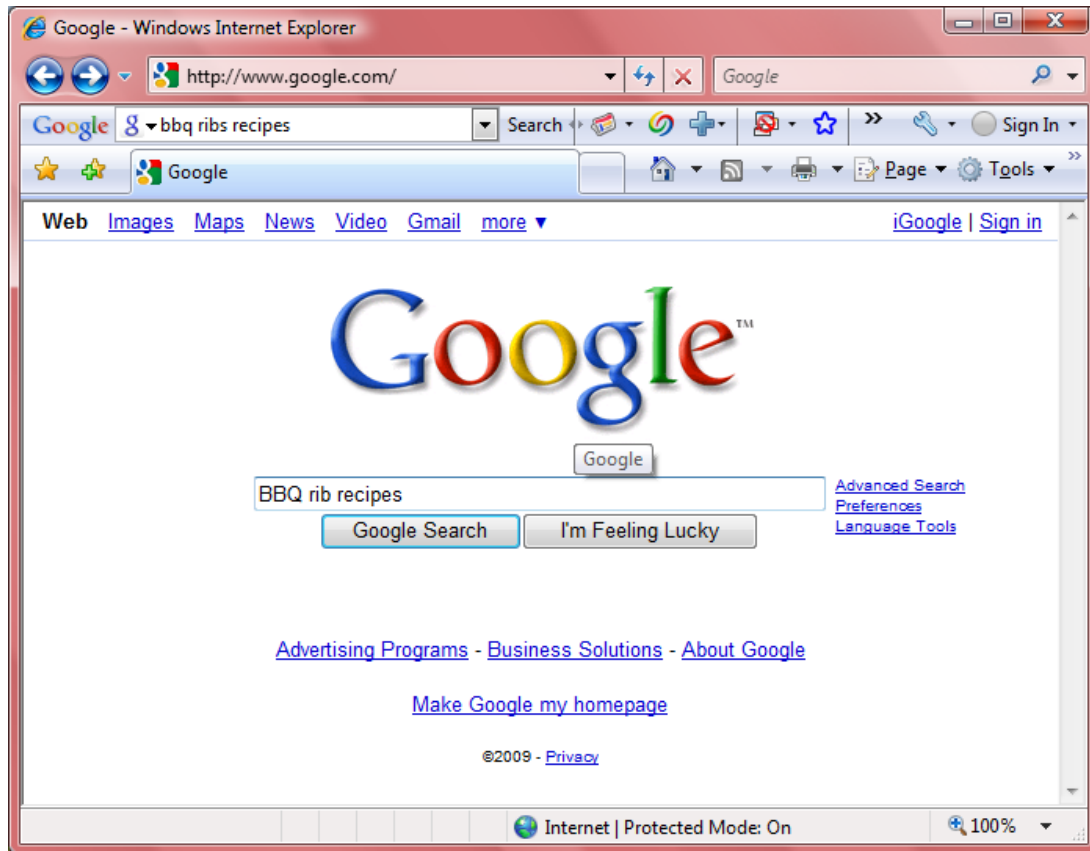 Google - Windows Internet Explorer
http://www.google.com/ Google
Google g bbq ribs recipes Search » Sign In
Google Page Tools »
Web Images Maps News Video Gmail more ▼ iGoogle | Sign in
Google™
Google
BBQ rib recipes Advanced Search
Preferences
Google Search I'm Feeling Lucky Language Tools
Advertising Programs - Business Solutions - About Google
Make Google my homepage
©2009 - Privacy
Internet | Protected Mode: On 100%